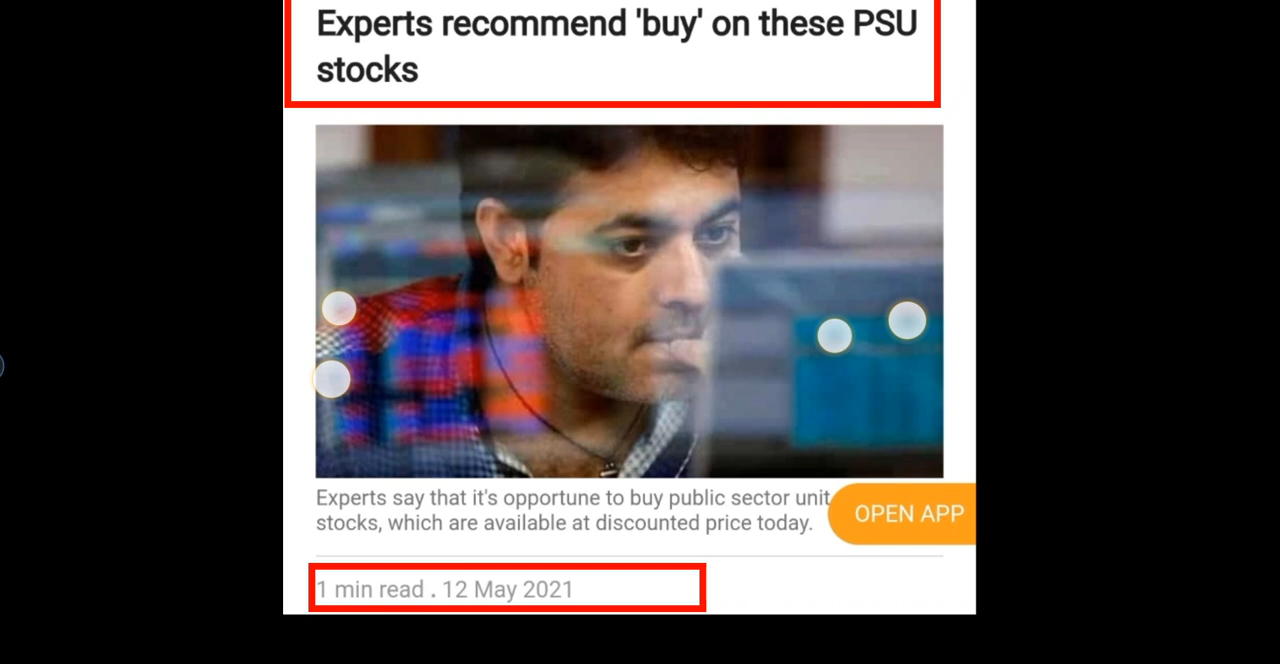 Experts recommend 'buy' on these PSU
stocks
Experts say that it's opportune to buy public sector unit
stocks, which are available at discounted price today.
OPEN APP
1 min read . 12 May 2021